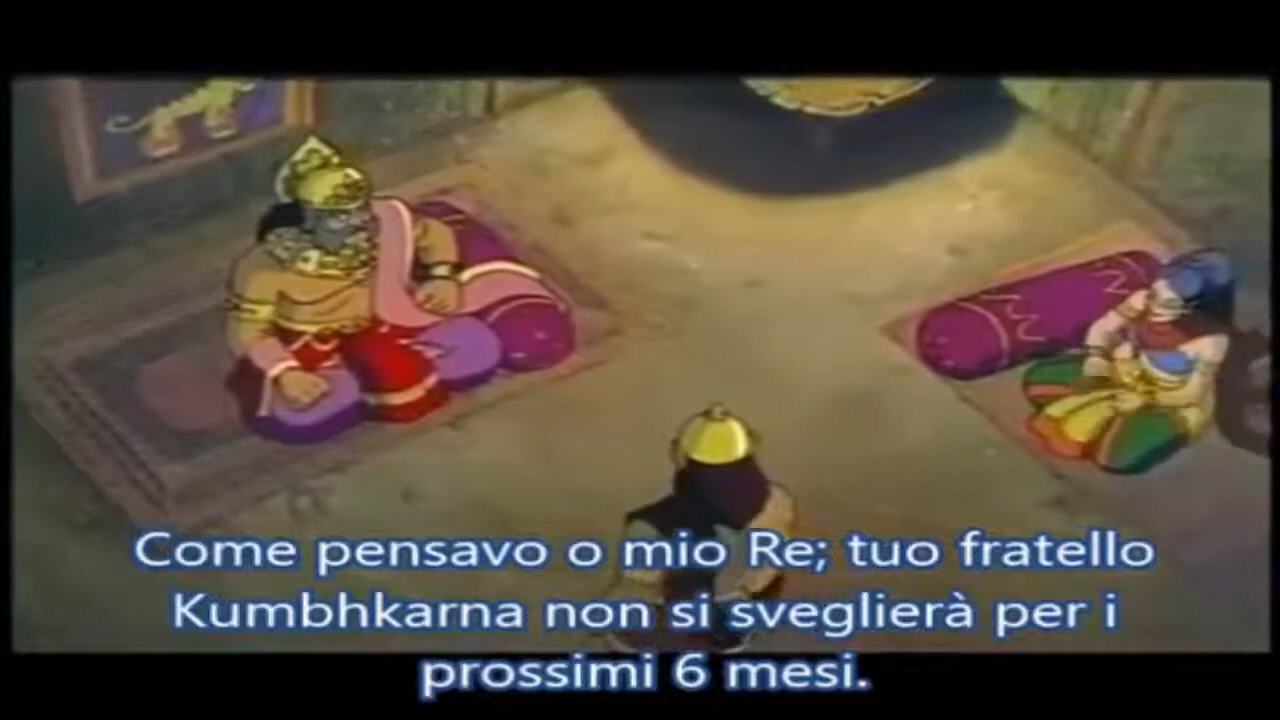 Come pensavo o mio Re; tuo fratello
Kumbhkarna non si sveglierà per i
prossimi 6 mesi.